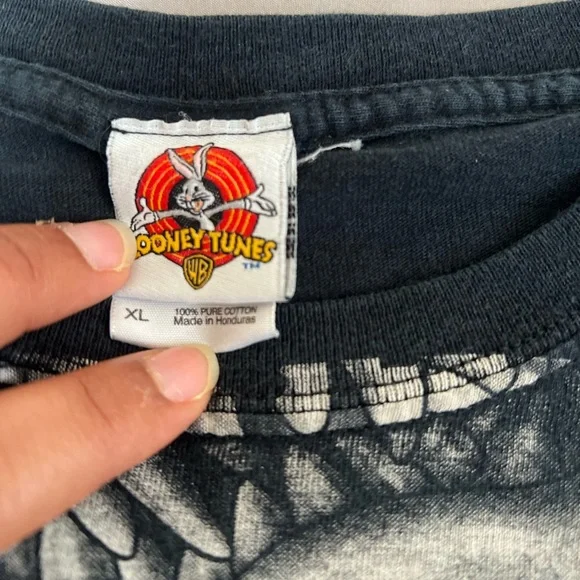 LOONEY TUNES
TM
WB
XL
100% PURE COTTON
Made in Honduras